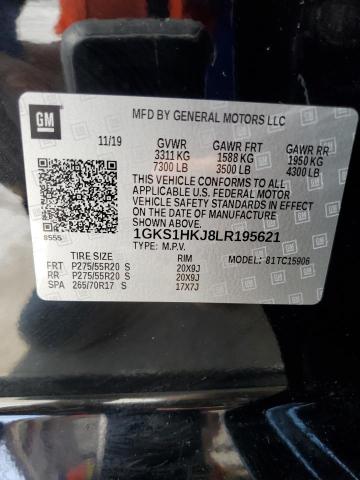 GM
MFD BY GENERAL MOTORS LLC
11/19 GVWR GAWR FRT GAWR RR
3311 KG 1588 KG 1950 KG
7300 LB 3500 LB 4300 LB
THIS VEHICLE CONFORMS TO ALL
APPLICABLE U.S. FEDERAL MOTOR
VEHICLE SAFETY STANDARDS IN EFFECT
ON THE DATE OF MANUFACTURE SHOWN ABOVE.
8555 1GKS1HKJ8LR195621
TYPE: M.P.V.
TIRE SIZE RIM MODEL: 81TC15906
FRT P275/55R20 S 20X9J
RR P275/55R20 S 20X9J
SPA 265/70R17 S 17X7J